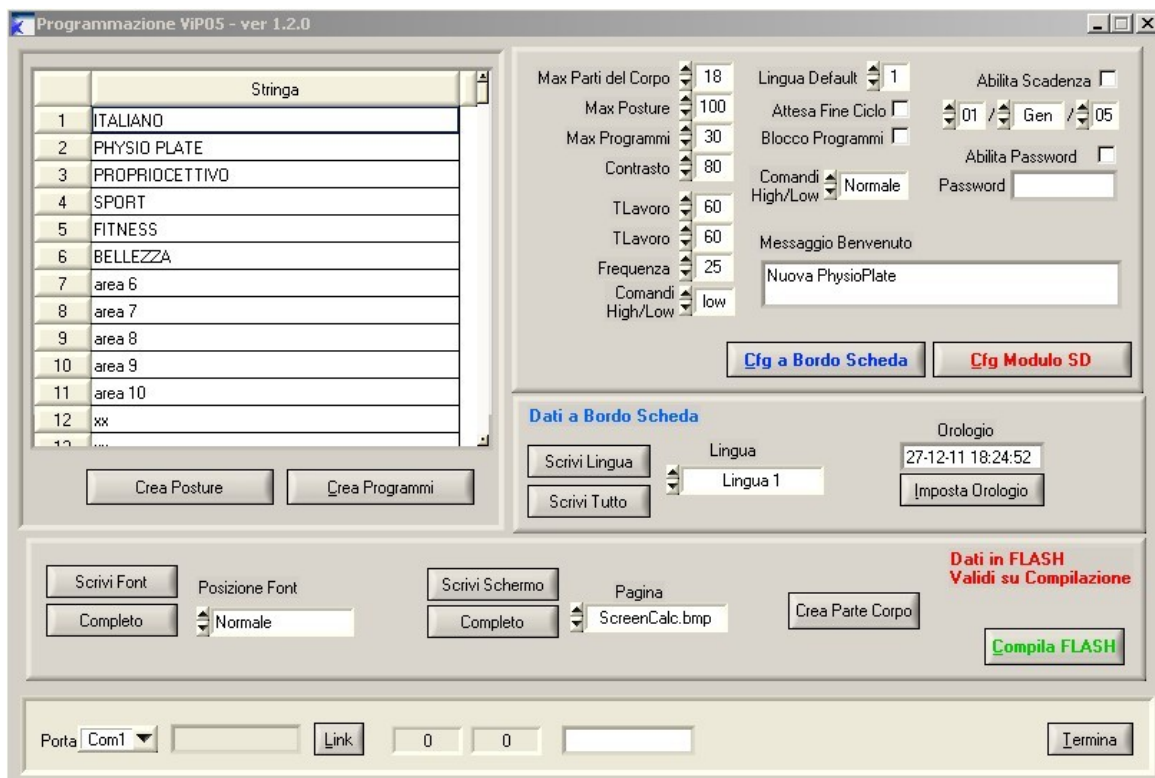 Programmazione ViP05 - ver 1.2.0
Stringa
1 ITALIANO
2 PHYSIO PLATE
3 PROPRIOCETTIVO
4 SPORT
5 FITNESS
6 BELLEZZA
7 area 6
8 area 7
9 area 8
10 area 9
11 area 10
12 xx
Crea Posture
Crea Programmi
Max Parti del Corpo 18
Max Posture 100
Max Programmi 30
Contrasto 80
TLavoro 60
TLavoro 60
Frequenza 25
Comandi
High/Low low
Lingua Default 1
Attesa Fine Ciclo
Blocco Programmi
Comandi
High/Low Normale
Abilita Scadenza
01 / Gen / 05
Abilita Password
Password
Messaggio Benvenuto
Nuova PhysioPlate
Cfg a Bordo Scheda
Cfg Modulo SD
Dati a Bordo Scheda
Scrivi Lingua
Scrivi Tutto
Lingua
Lingua 1
Orologio
27-12-11 18:24:52
Imposta Orologio
Scrivi Font
Completo
Posizione Font
Normale
Scrivi Schermo
Completo
Pagina
ScreenCalc.bmp
Crea Parte Corpo
Dati in FLASH
Validi su Compilazione
Compila FLASH
Porta Com1
Link
0 0
Termina